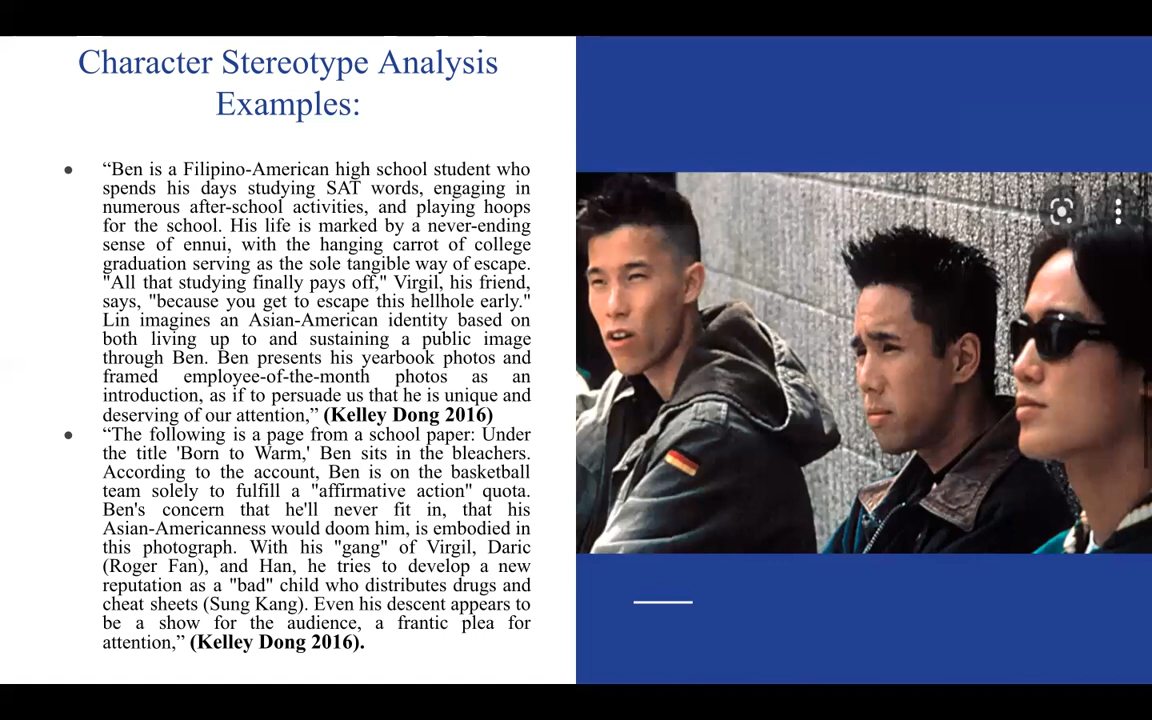 Character Stereotype Analysis
Examples:
● “Ben is a Filipino-American high school student who
spends his days studying SAT words, engaging in
numerous after-school activities, and playing hoops
for the school. His life is marked by a never-ending
sense of ennui, with the hanging carrot of college
graduation serving as the sole tangible way of escape.
"All that studying finally pays off," Virgil, his friend,
says, "because you get to escape this hellhole early."
Lin imagines an Asian-American identity based on
both living up to and sustaining a public image
through Ben. Ben presents his yearbook photos and
framed employee-of-the-month photos as an
introduction, as if to persuade us that he is unique and
deserving of our attention,” (Kelley Dong 2016)
● “The following is a page from a school paper: Under
the title 'Born to Warm,' Ben sits in the bleachers.
According to the account, Ben is on the basketball
team solely to fulfill a "affirmative action" quota.
Ben's concern that he'll never fit in, that his
Asian-Americanness would doom him, is embodied in
this photograph. With his "gang" of Virgil, Daric
(Roger Fan), and Han, he tries to develop a new
reputation as a "bad" child who distributes drugs and
cheat sheets (Sung Kang). Even his descent appears to
be a show for the audience, a frantic plea for
attention,” (Kelley Dong 2016).